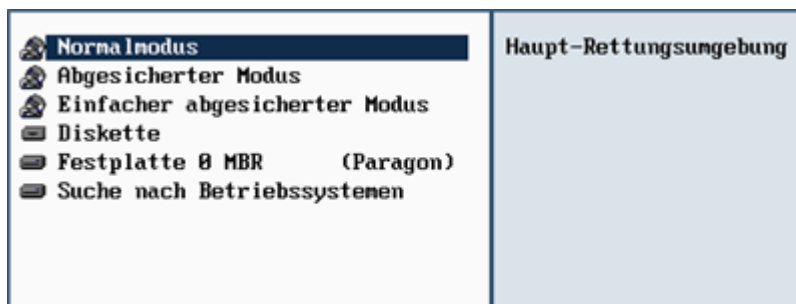 Normalmodus
Abgesicherter Modus
Einfacher abgesicherter Modus
Diskette
Festplatte 0 MBR (Paragon)
Suche nach Betriebssystemen
Haupt-Rettungsumgebung